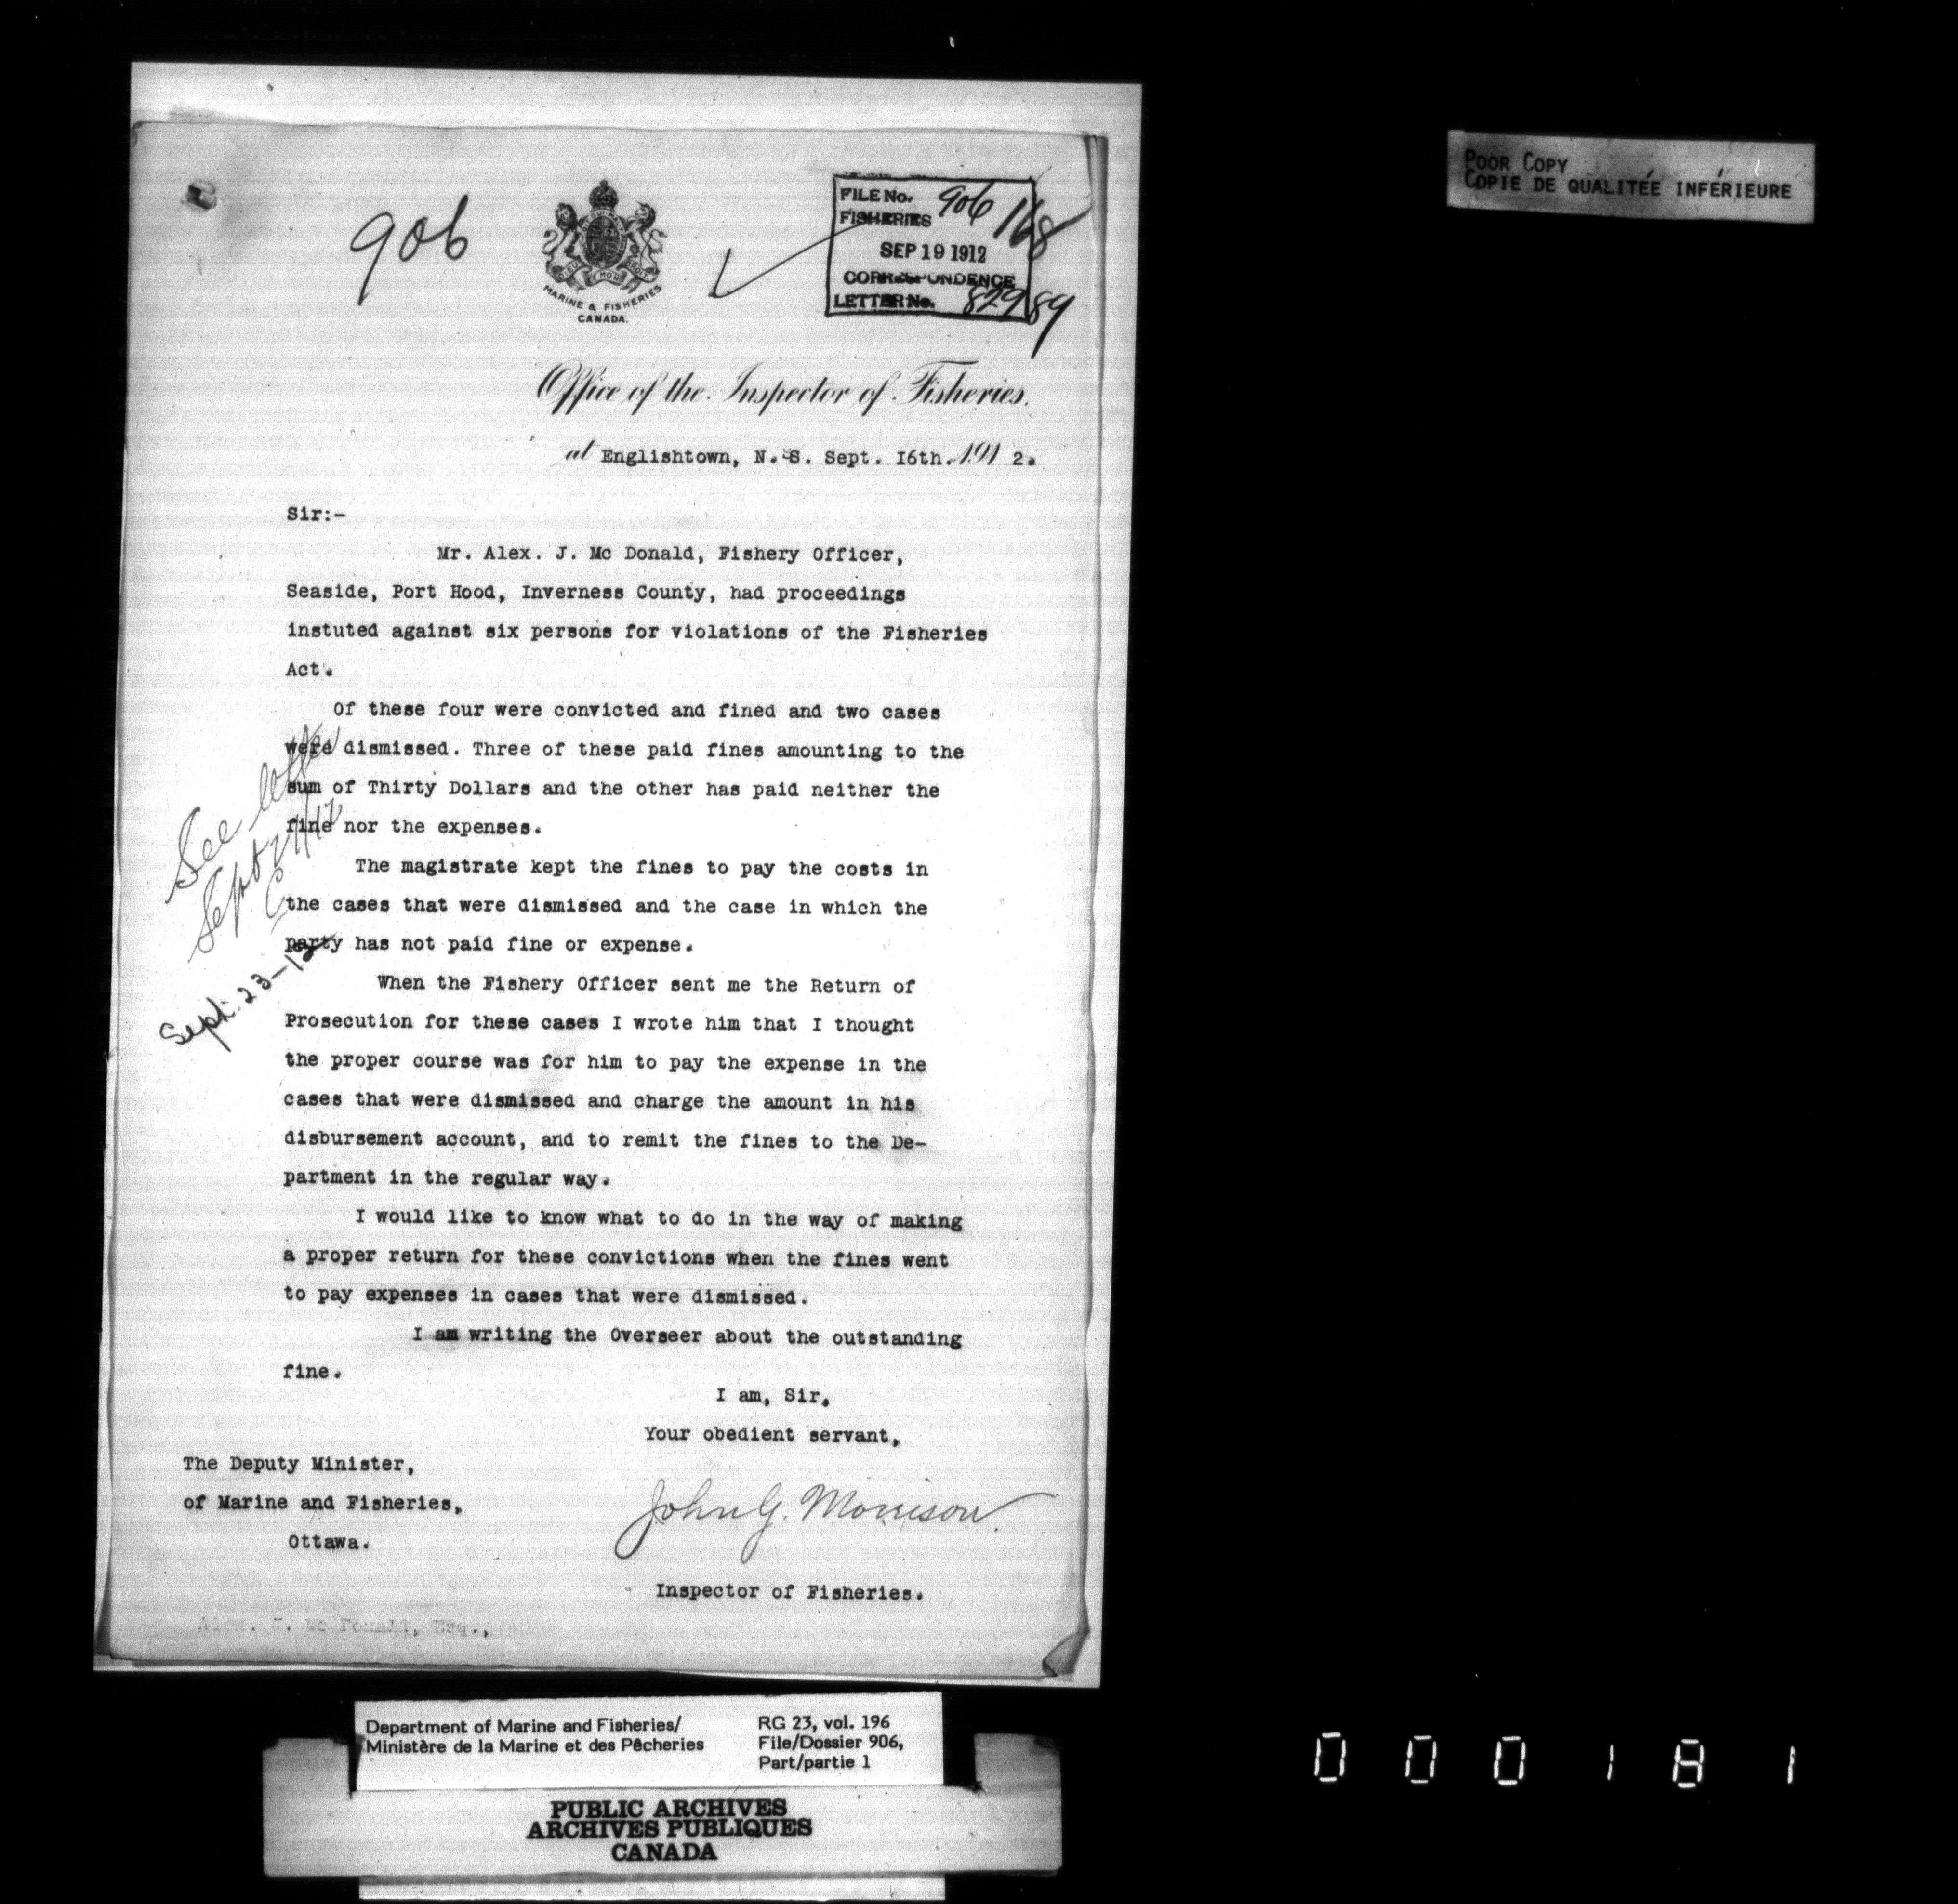 POOR COPY
COPIE DE QUALITÉE INFÉRIEURE
906
MARINE & FISHERIES
CANADA.
FILE No. 906 168
FISHERIES
SEP 19 1912
CORRESPONDENCE
LETTER No. 82989
Office of the Inspector of Fisheries.
at Englishtown, N. S. Sept. 16th. 1912.
Sir:-
Mr. Alex. J. Mc Donald, Fishery Officer,
Seaside, Port Hood, Inverness County, had proceedings
instuted against six persons for violations of the Fisheries
Act.
Of these four were convicted and fined and two cases
were dismissed. Three of these paid fines amounting to the
sum of Thirty Dollars and the other has paid neither the
fine nor the expenses.
The magistrate kept the fines to pay the costs in
the cases that were dismissed and the case in which the
party has not paid fine or expense.
When the Fishery Officer sent me the Return of
Prosecution for these cases I wrote him that I thought
the proper course was for him to pay the expense in the
cases that were dismissed and charge the amount in his
disbursement account, and to remit the fines to the De-
partment in the regular way.
I would like to know what to do in the way of making
a proper return for these convictions when the fines went
to pay expenses in cases that were dismissed.
I am writing the Overseer about the outstanding
fine.
I am, Sir,
Your obedient servant,
The Deputy Minister,
of Marine and Fisheries,
Ottawa.
John G. Morrison.
Inspector of Fisheries.
Alex. J. Mc Donald, Esq.,
See letter
Sept
Sept. 23-12
Department of Marine and Fisheries/
Ministère de la Marine et des Pêcheries
RG 23, vol. 196
File/Dossier 906,
Part/partie 1
PUBLIC ARCHIVES
ARCHIVES PUBLIQUES
CANADA
000181